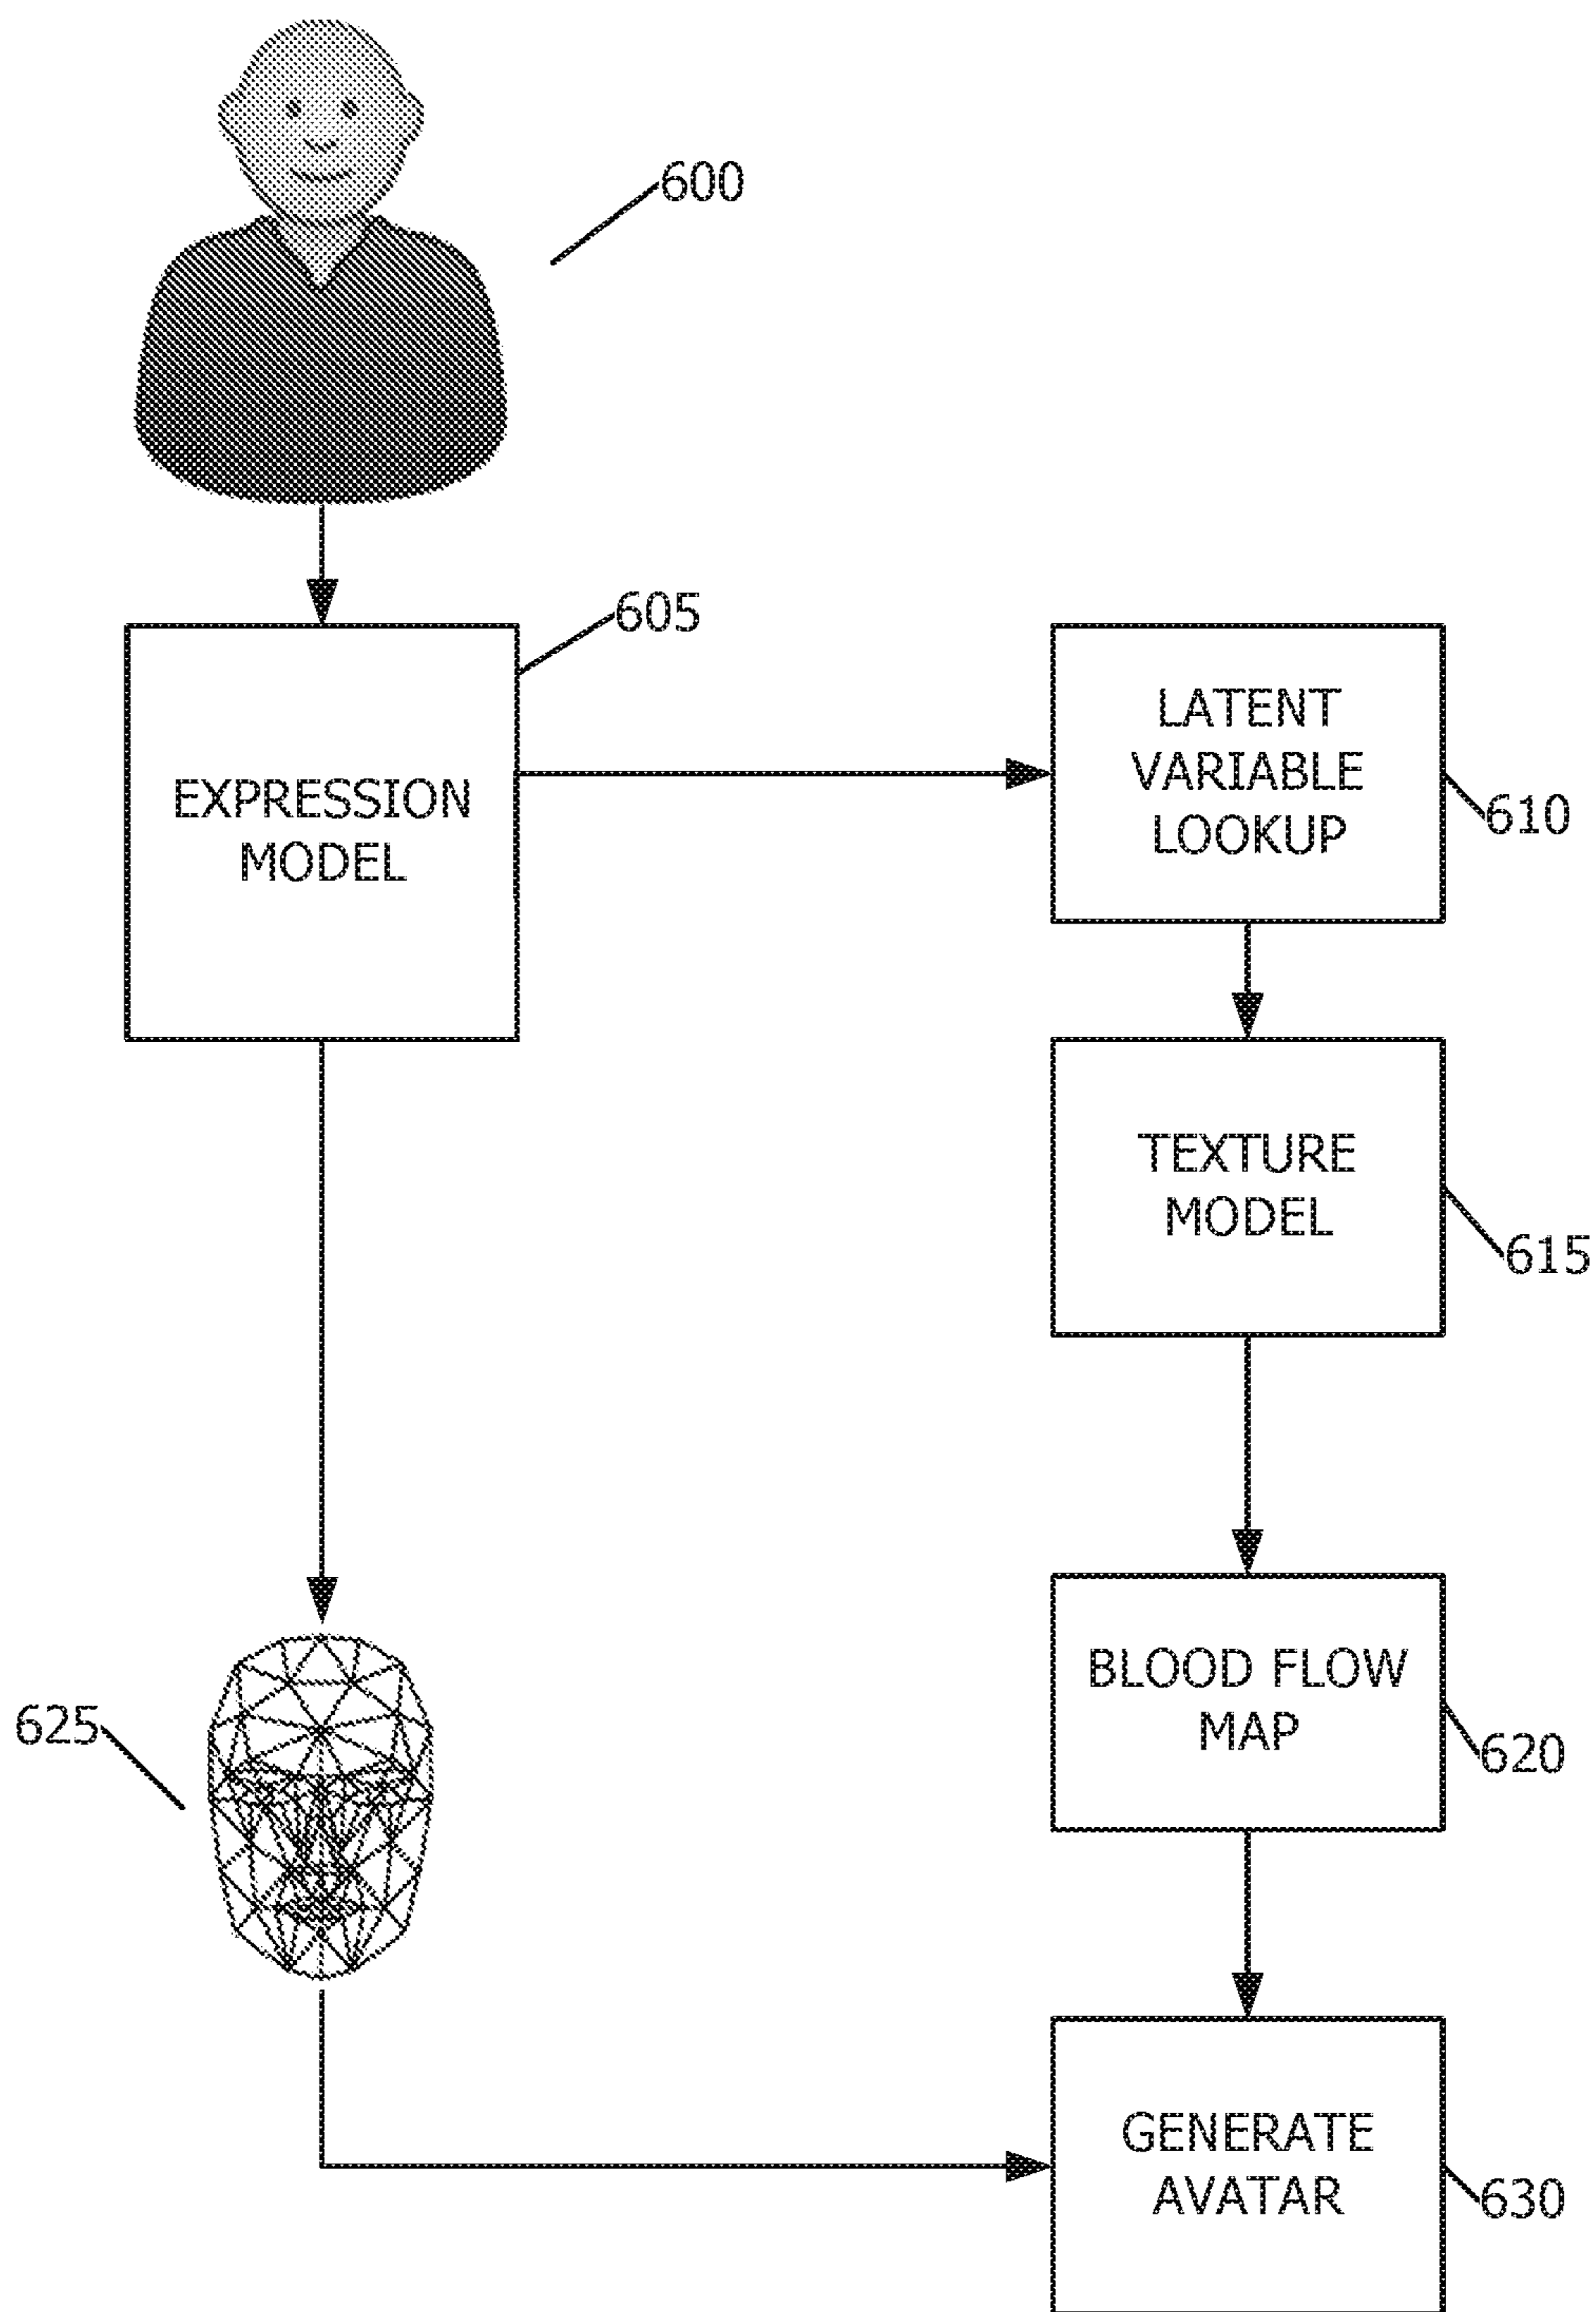 600
605
EXPRESSION
MODEL
LATENT
VARIABLE
LOOKUP
610
TEXTURE
MODEL
615
BLOOD FLOW
MAP
620
625
GENERATE
AVATAR
630